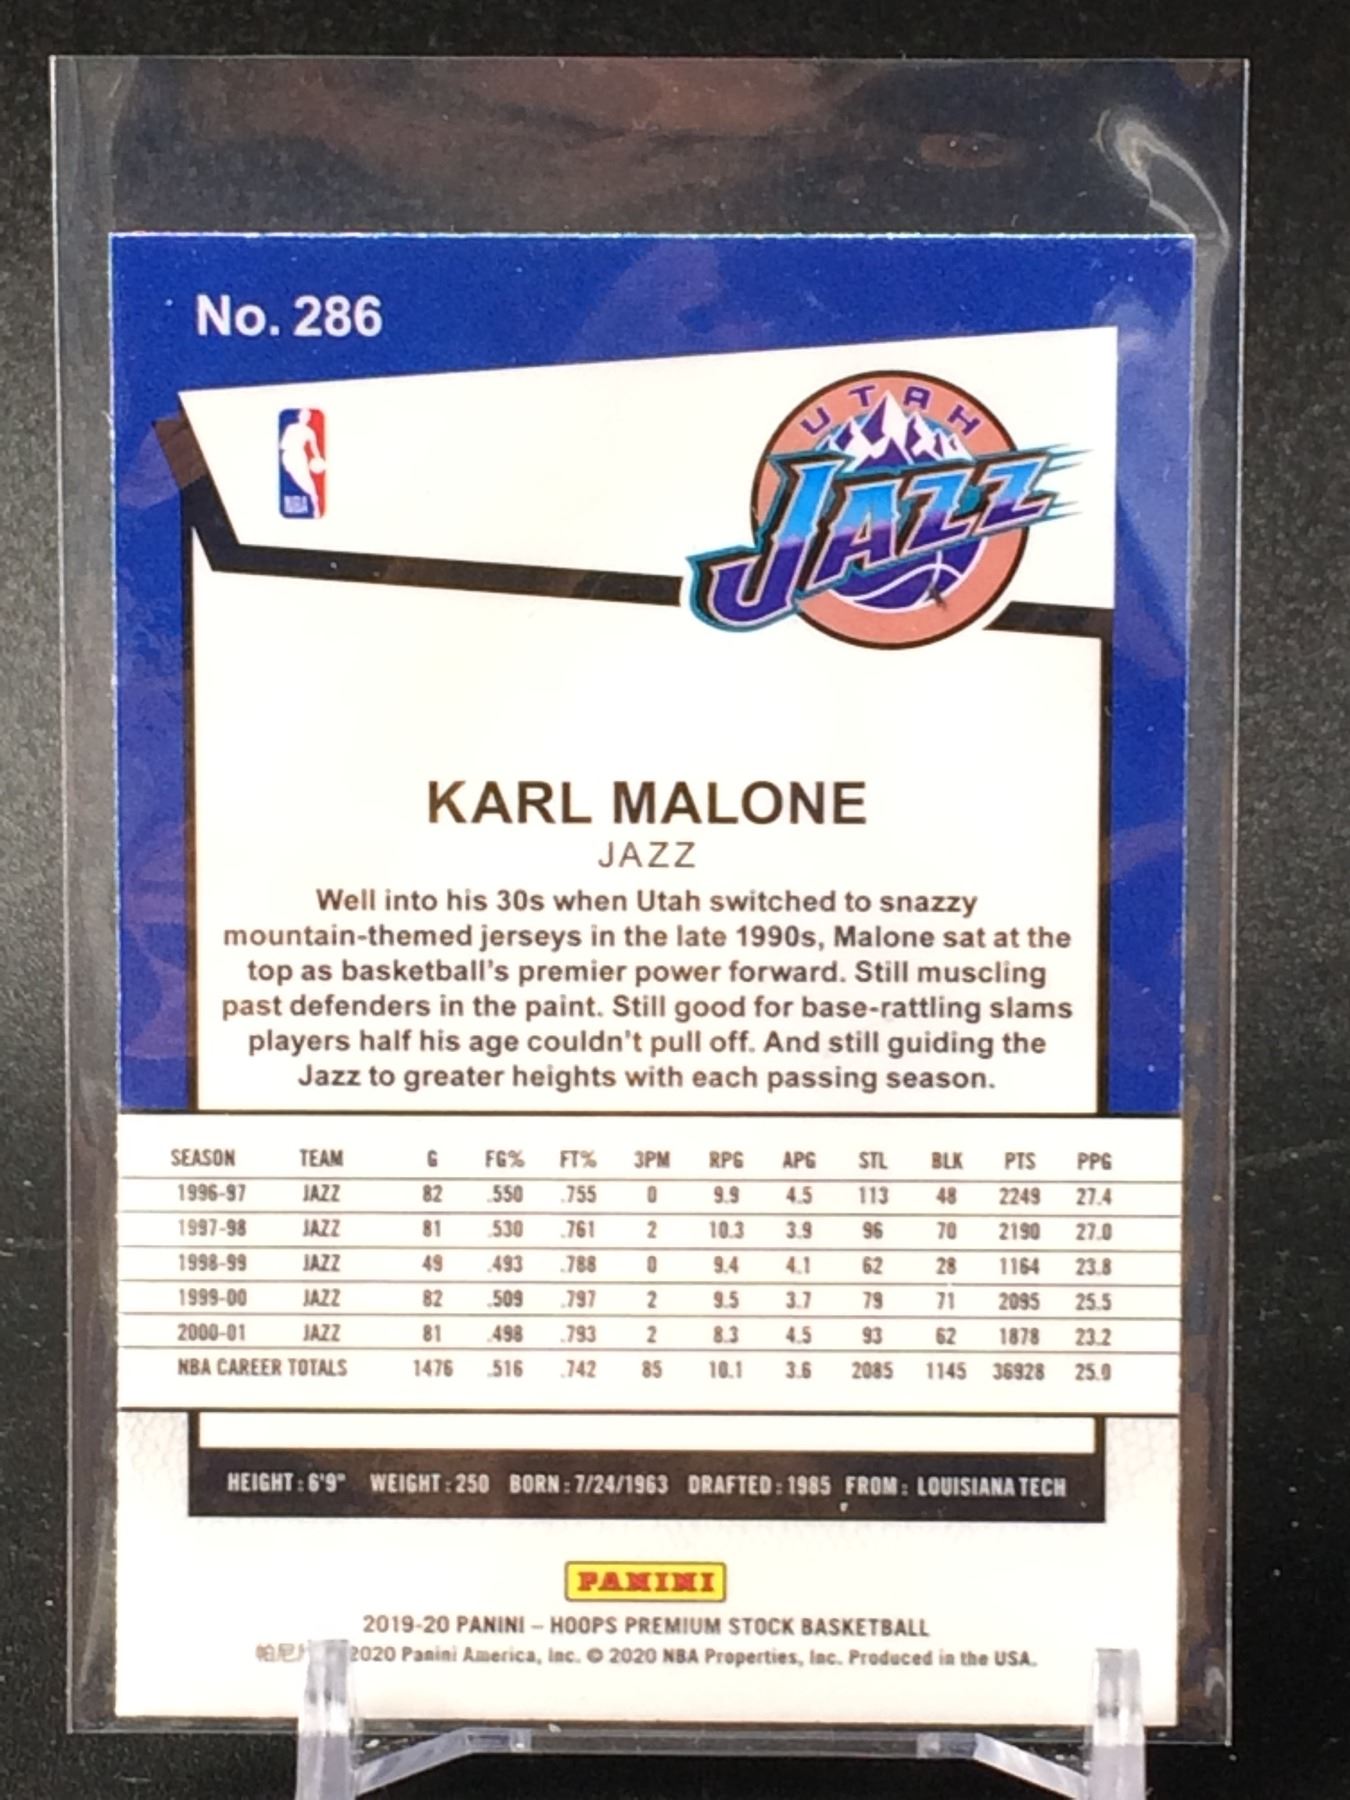 No. 286
NBA
UTAH
JAZZ
KARL MALONE
JAZZ
Well into his 30s when Utah switched to snazzy
mountain-themed jerseys in the late 1990s, Malone sat at the
top as basketball's premier power forward. Still muscling
past defenders in the paint. Still good for base-rattling slams
players half his age couldn't pull off. And still guiding the
Jazz to greater heights with each passing season.
SEASON TEAM G FG% FT% 3PM RPG APG STL BLK PTS PPG
1996-97 JAZZ 82 .550 .755 0 9.9 4.5 113 48 2249 27.4
1997-98 JAZZ 81 .530 .761 2 10.3 3.9 96 70 2190 27.0
1998-99 JAZZ 49 .493 .788 0 9.4 4.1 62 28 1164 23.8
1999-00 JAZZ 82 .509 .797 2 9.5 3.7 79 71 2095 25.5
2000-01 JAZZ 81 .498 .793 2 8.3 4.5 93 62 1878 23.2
NBA CAREER TOTALS 1476 .516 .742 85 10.1 3.6 2085 1145 36928 25.0
HEIGHT: 6'9" WEIGHT: 250 BORN: 7/24/1963 DRAFTED: 1985 FROM: LOUISIANA TECH
PANINI
2019-20 PANINI – HOOPS PREMIUM STOCK BASKETBALL
帕尼 2020 Panini America, Inc. © 2020 NBA Properties, Inc. Produced in the USA.